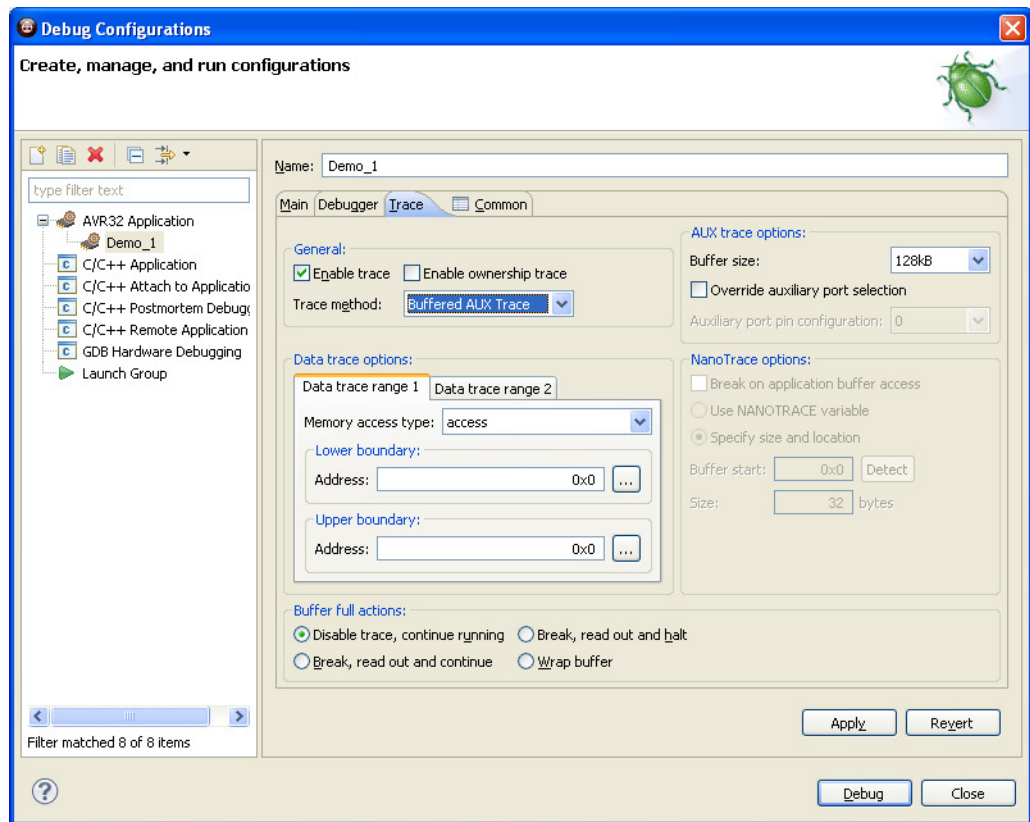 Debug Configurations
Create, manage, and run configurations
type filter text
AVR32 Application
Demo_1
C/C++ Application
C/C++ Attach to Applicatio
C/C++ Postmortem Debugg
C/C++ Remote Application
GDB Hardware Debugging
Launch Group
Filter matched 8 of 8 items
Name: Demo_1
Main Debugger Trace Common
General:
Enable trace Enable ownership trace
Trace method: Buffered AUX Trace
AUX trace options:
Buffer size: 128kB
Override auxiliary port selection
Auxiliary port pin configuration: 0
Data trace options:
Data trace range 1 Data trace range 2
Memory access type: access
Lower boundary:
Address: 0x0 ...
Upper boundary:
Address: 0x0 ...
NanoTrace options:
Break on application buffer access
Use NANOTRACE variable
Specify size and location
Buffer start: 0x0 Detect
Size: 32 bytes
Buffer full actions:
Disable trace, continue running Break, read out and halt
Break, read out and continue Wrap buffer
Apply Revert
? Debug Close